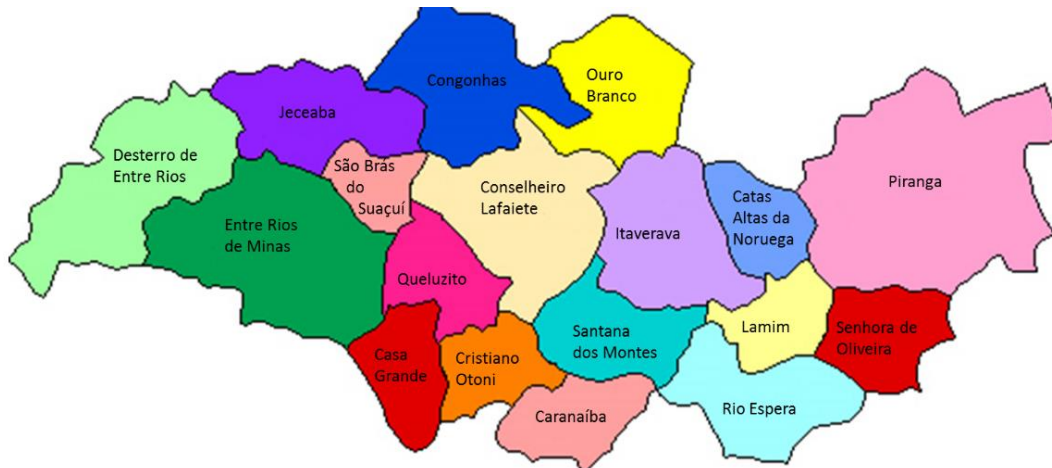 Congonhas
Ouro
Branco
Jeceaba
Desterro de
Entre Rios
São Brás
do
Suaçuí
Conselheiro
Lafaiete
Catas
Altas da
Noruega
Piranga
Entre Rios
de Minas
Itaverava
Queluzito
Santana
dos Montes
Lamim
Senhora de
Oliveira
Casa
Grande
Cristiano
Otoni
Caranaíba
Rio Espera